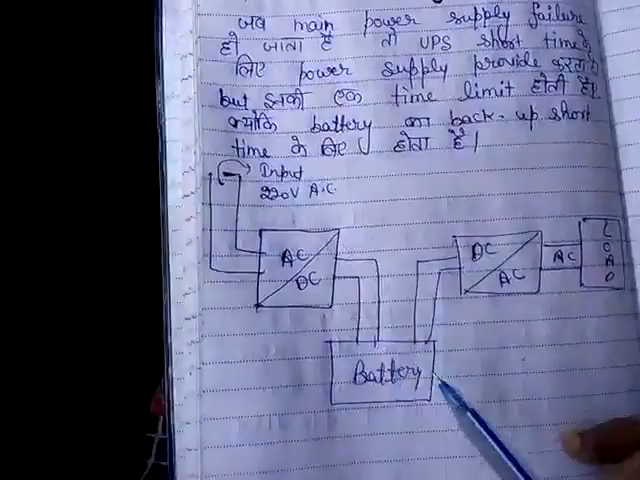 जब main power supply failure
हो जाता है तो UPS short time के
लिए power supply provide करता है
but इसकी एक time limit होती है।
क्योंकि battery का back-up short
time के लिए होता है।
Input
220V A.C.
AC
DC
DC
AC
AC
LOAD
Battery